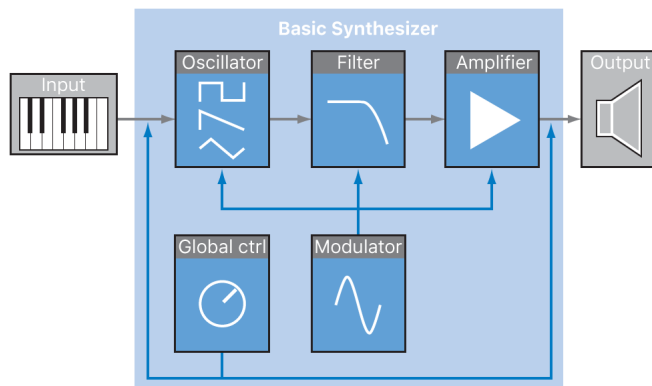 Basic Synthesizer
Input
Oscillator
Filter
Amplifier
Output
Global ctrl
Modulator